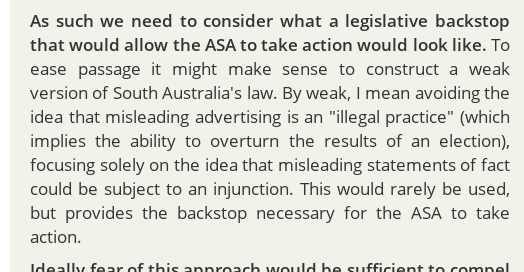 As such we need to consider what a legislative backstop
that would allow the ASA to take action would look like. To
ease passage it might make sense to construct a weak
version of South Australia's law. By weak, I mean avoiding the
idea that misleading advertising is an "illegal practice" (which
implies the ability to overturn the results of an election),
focusing solely on the idea that misleading statements of fact
could be subject to an injunction. This would rarely be used,
but provides the backstop necessary for the ASA to take
action.
Ideally fear of this approach would be sufficient to compel